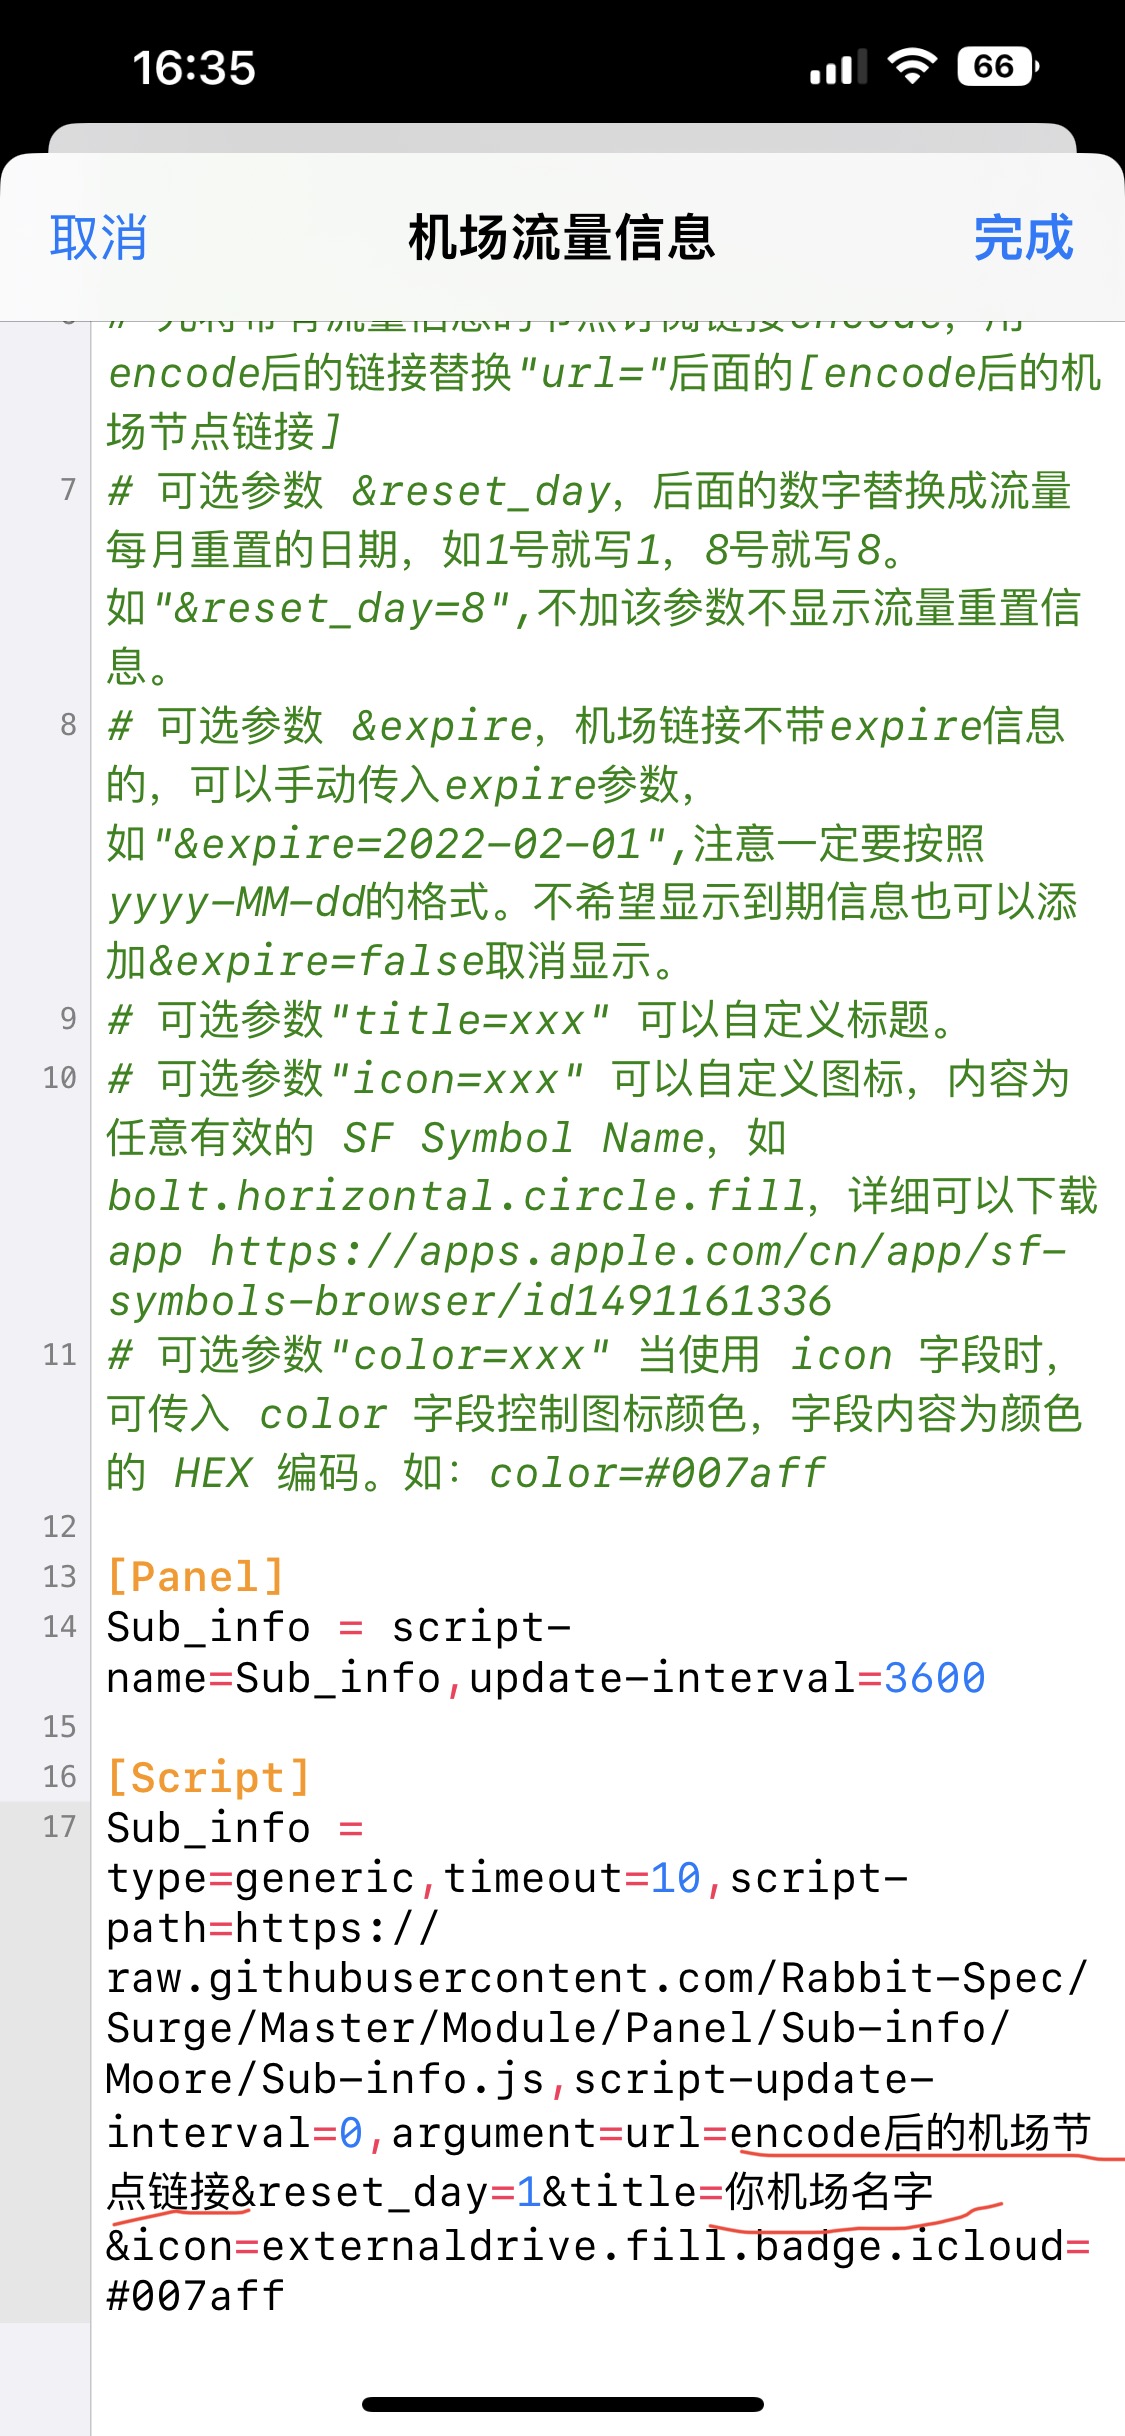 16:35
66
取消
机场流量信息
完成
encode后的链接替换"url="后面的[encode后的机
场节点链接]
7
# 可选参数 &reset_day，后面的数字替换成流量
每月重置的日期，如1号就写1，8号就写8。
如"&reset_day=8",不加该参数不显示流量重置信
息。
8
# 可选参数 &expire，机场链接不带expire信息
的，可以手动传入expire参数，
如"&expire=2022-02-01",注意一定要按照
yyyy-MM-dd的格式。不希望显示到期信息也可以添
加&expire=false取消显示。
9
# 可选参数"title=xxx" 可以自定义标题。
10
# 可选参数"icon=xxx" 可以自定义图标，内容为
任意有效的 SF Symbol Name，如
bolt.horizontal.circle.fill，详细可以下载
app https://apps.apple.com/cn/app/sf-
symbols-browser/id1491161336
11
# 可选参数"color=xxx" 当使用 icon 字段时，
可传入 color 字段控制图标颜色，字段内容为颜色
的 HEX 编码。如：color=#007aff
12
13
[Panel]
14
Sub_info = script-
name=Sub_info,update-interval=3600
15
16
[Script]
17
Sub_info =
type=generic,timeout=10,script-
path=https://
raw.githubusercontent.com/Rabbit-Spec/
Surge/Master/Module/Panel/Sub-info/
Moore/Sub-info.js,script-update-
interval=0,argument=url=encode后的机场节
点链接&reset_day=1&title=你机场名字
&icon=externaldrive.fill.badge.icloud=
#007aff